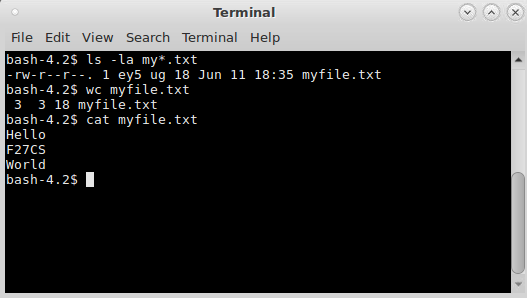 Terminal
File Edit View Search Terminal Help
bash-4.2$ ls -la my*.txt
-rw-r--r--. 1 ey5 ug 18 Jun 11 18:35 myfile.txt
bash-4.2$ wc myfile.txt
 3  3 18 myfile.txt
bash-4.2$ cat myfile.txt
Hello
F27CS
World
bash-4.2$